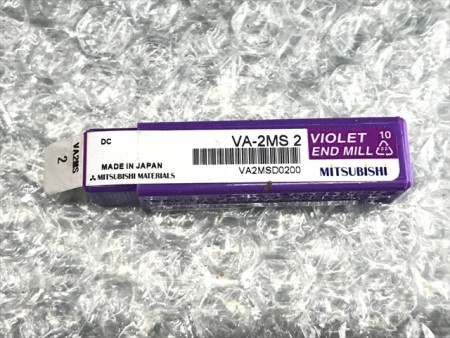 VA2MS
2
DC
VA-2MS 2
MADE IN JAPAN
MITSUBISHI MATERIALS
VA2MSD0200
VIOLET 10
END MILL
MITSUBISHI